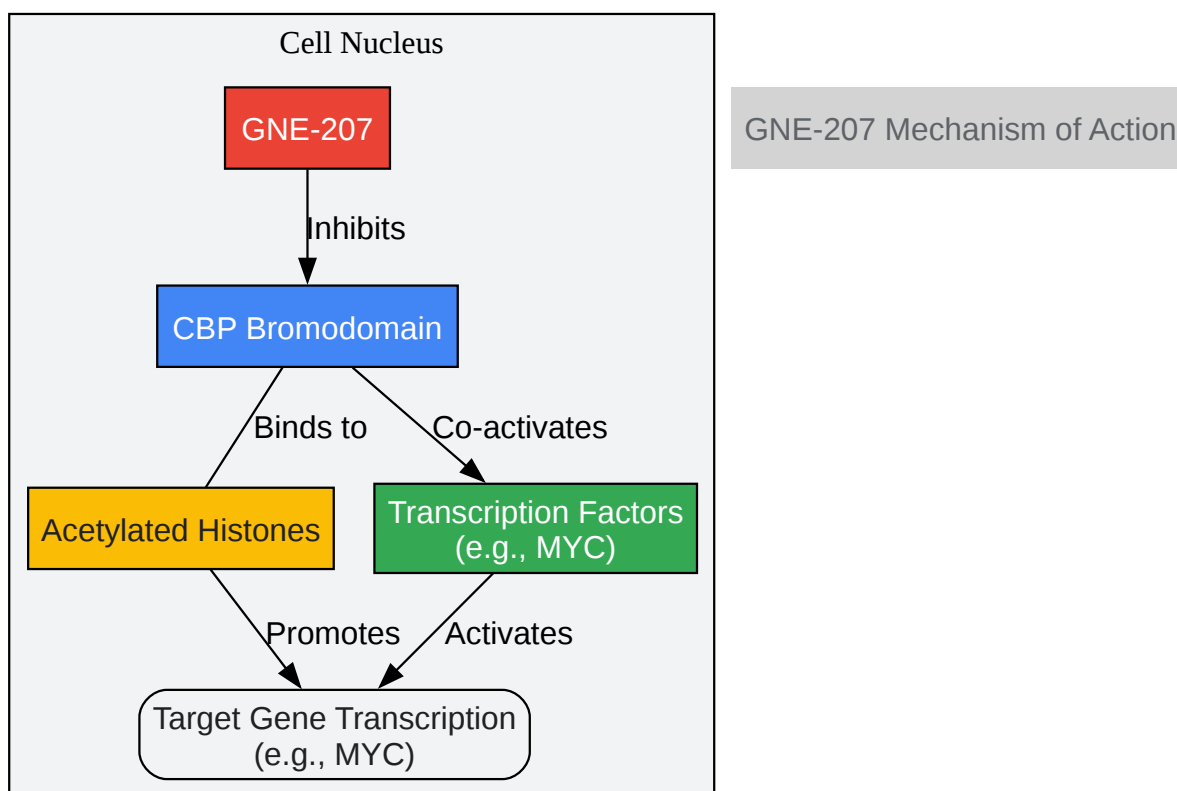 Cell Nucleus
GNE-207
GNE-207 Mechanism of Action
Inhibits
CBP Bromodomain
Binds to
Co-activates
Acetylated Histones
Transcription Factors
(e.g., MYC)
Promotes
Activates
Target Gene Transcription
(e.g., MYC)